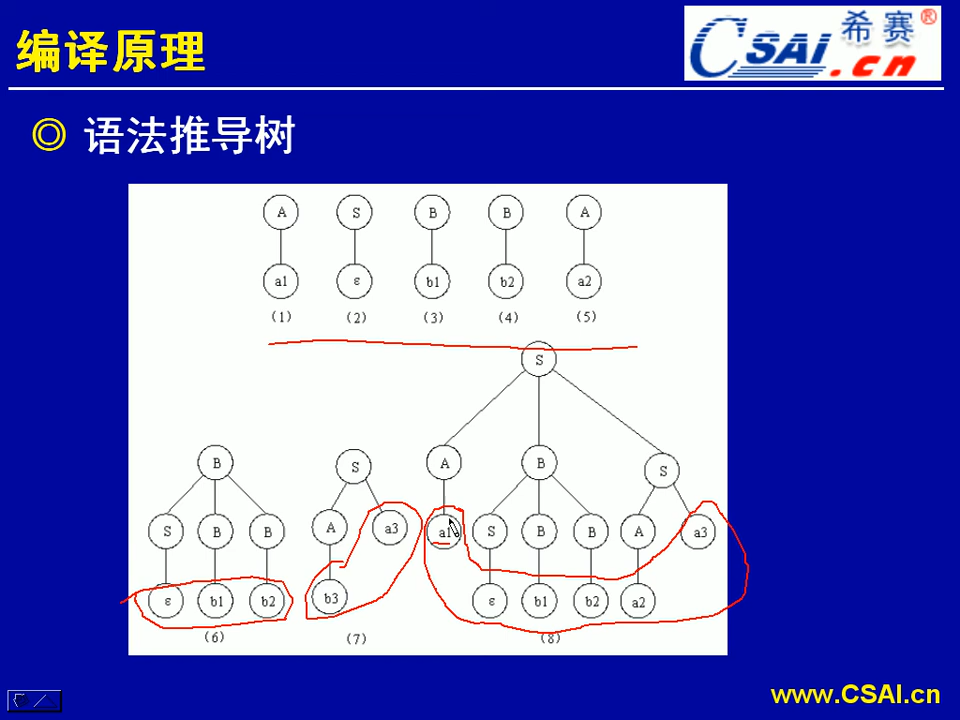 编译原理
CSAI 希赛®
.cn
◎ 语法推导树
A S B B A
a1 ε b1 b2 a2
(1) (2) (3) (4) (5)
S
B S A B S
S B B A a3 a1 S B B A a3
ε b1 b2 b3 ε b1 b2 a2
(6) (7) (8)
www.CSAI.cn